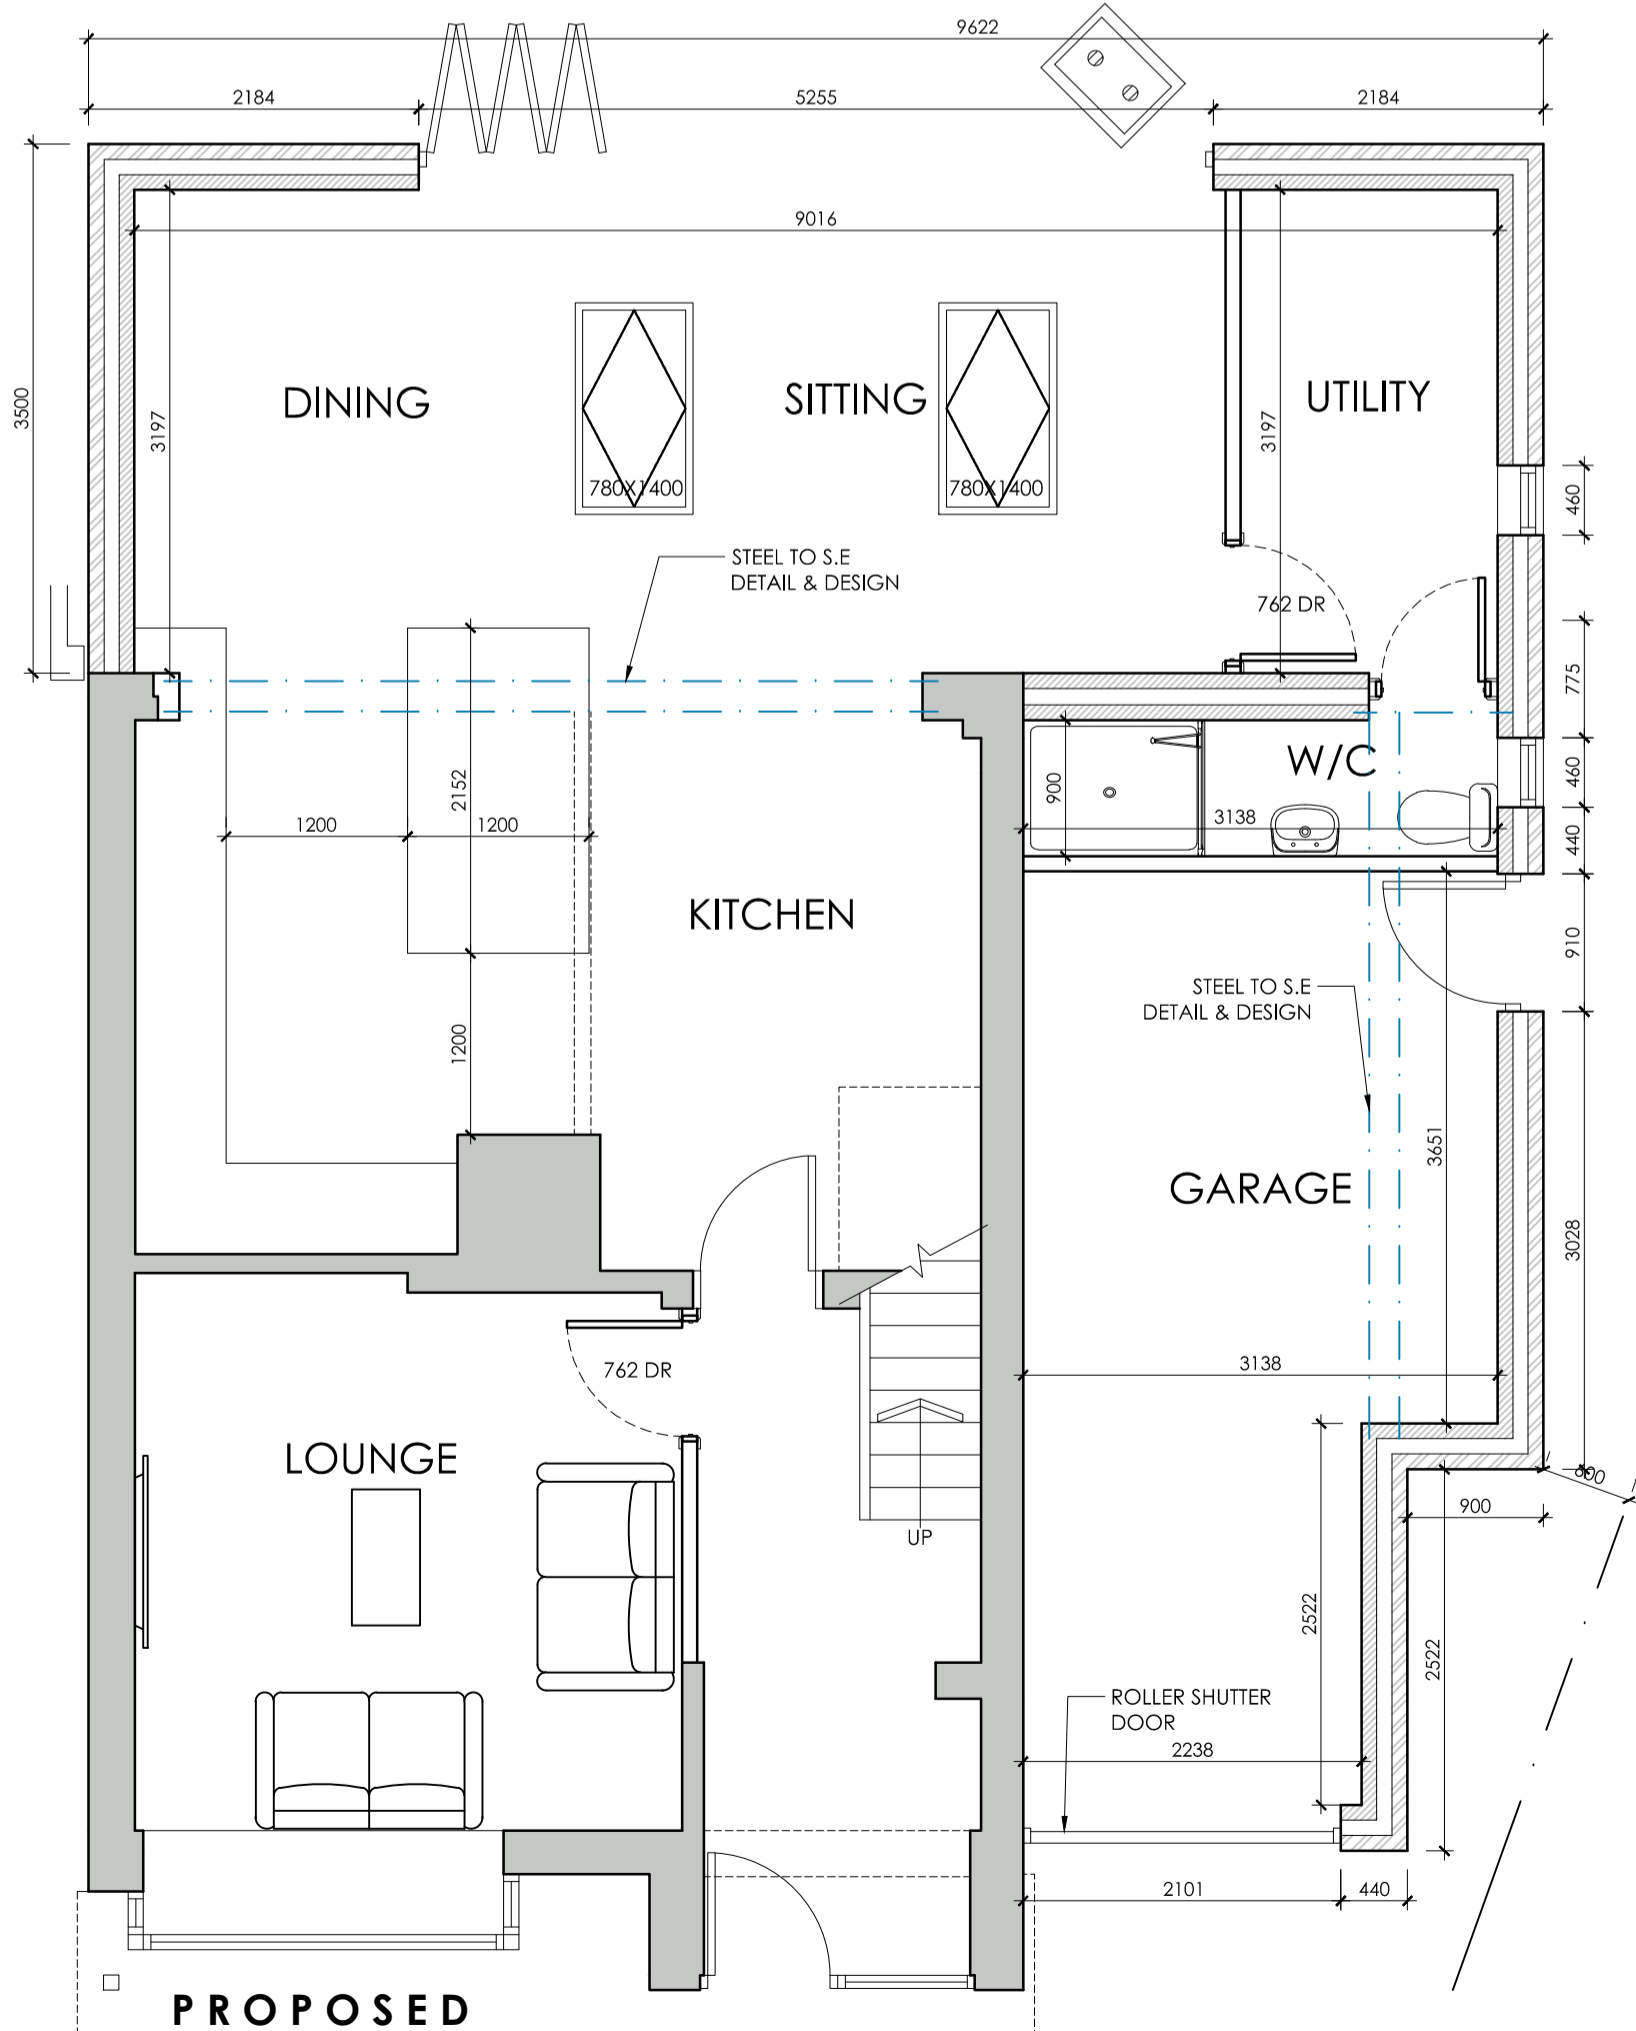 9622
2184
5255
2184
9016
3500
3197
DINING
SITTING
UTILITY
3197
780X1400
780X1400
460
STEEL TO S.E
DETAIL & DESIGN
762 DR
775
2152
1200
1200
W/C
900
3138
460
440
KITCHEN
910
STEEL TO S.E
DETAIL & DESIGN
1200
3651
GARAGE
3028
3138
762 DR
LOUNGE
600
900
UP
2522
2522
ROLLER SHUTTER
DOOR
2238
2101
440
PROPOSED